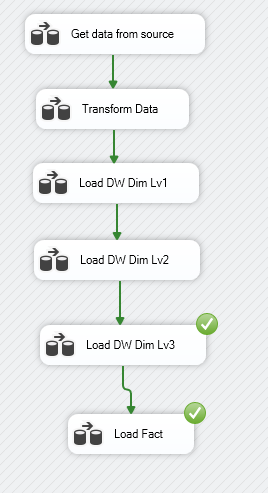 Get data from source
Transform Data
Load DW Dim Lv1
Load DW Dim Lv2
Load DW Dim Lv3
Load Fact